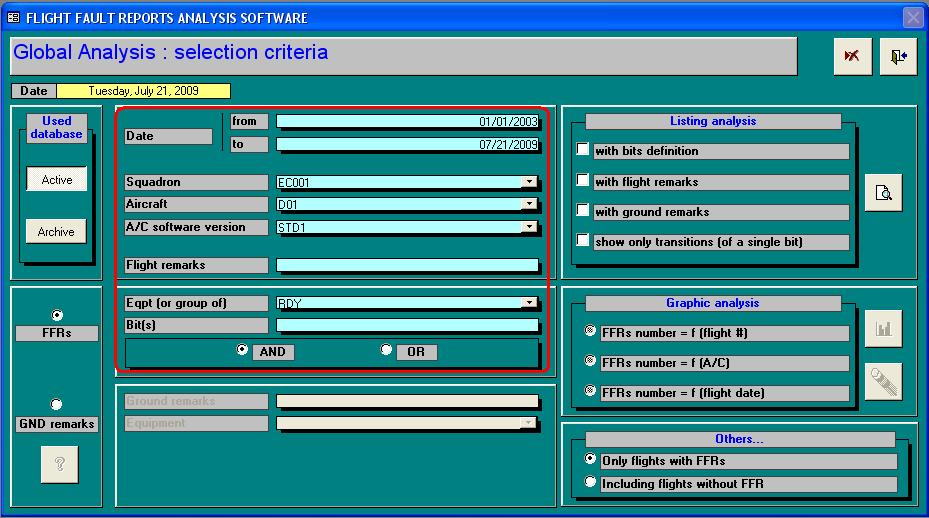 FLIGHT FAULT REPORTS ANALYSIS SOFTWARE
Global Analysis : selection criteria
Date Tuesday, July 21, 2009
Used
database
Active
Archive
FFRs
GND remarks
?
Date
from 01/01/2003
to 07/21/2009
Squadron EC001
Aircraft D01
A/C software version STD1
Flight remarks
Eqpt (or group of) RDY
Bit(s)
AND OR
Ground remarks
Equipment
Listing analysis
with bits definition
with flight remarks
with ground remarks
show only transitions (of a single bit)
Graphic analysis
FFRs number = f (flight #)
FFRs number = f (A/C)
FFRs number = f (flight date)
Others...
Only flights with FFRs
Including flights without FFR